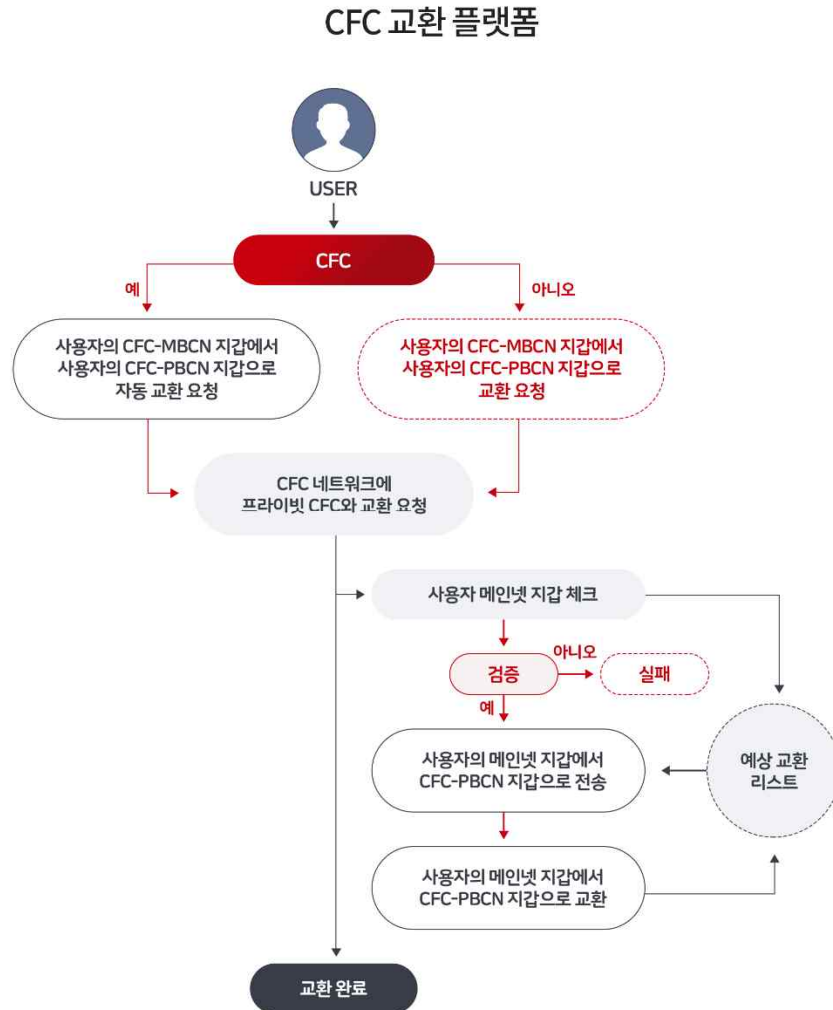 CFC 교환 플랫폼
USER
CFC
예
아니오
사용자의 CFC-MBCN 지갑에서
사용자의 CFC-PBCN 지갑으로
자동 교환 요청
사용자의 CFC-MBCN 지갑에서
사용자의 CFC-PBCN 지갑으로
교환 요청
CFC 네트워크에
프라이빗 CFC와 교환 요청
사용자 메인넷 지갑 체크
검증
아니오
실패
예
사용자의 메인넷 지갑에서
CFC-PBCN 지갑으로 전송
예상 교환
리스트
사용자의 메인넷 지갑에서
CFC-PBCN 지갑으로 교환
교환 완료